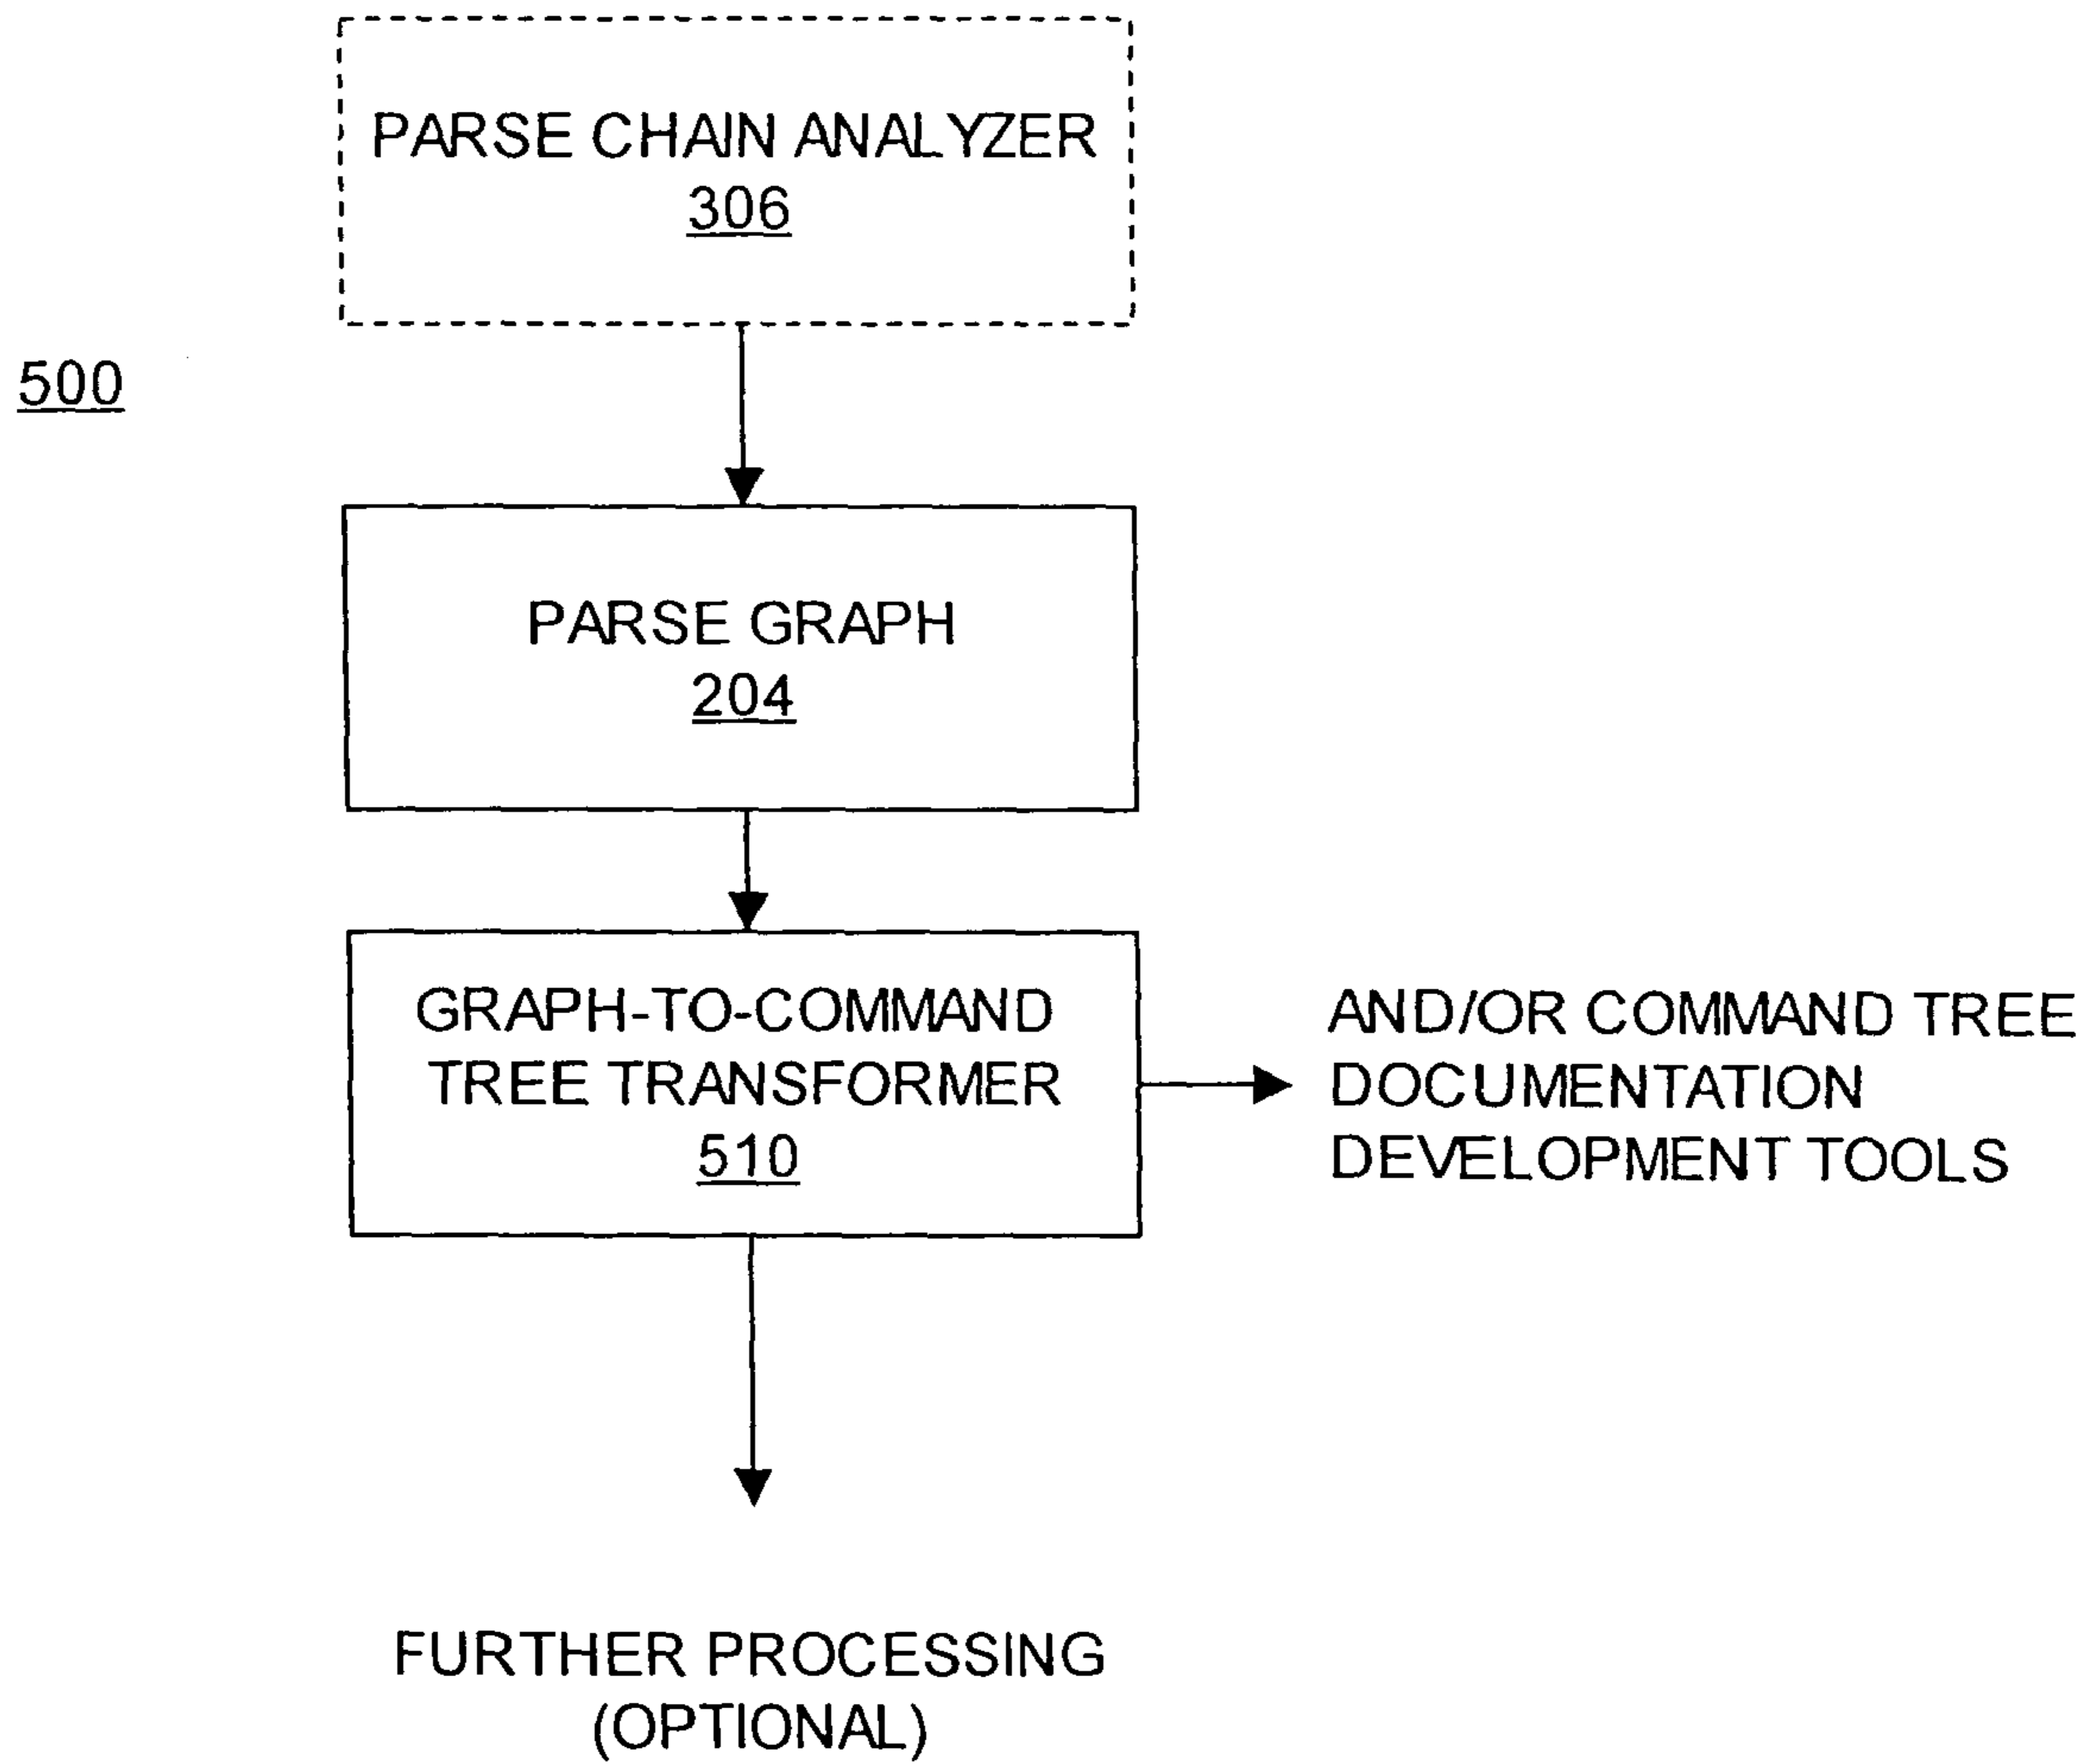 PARSE CHAIN ANALYZER
306
500
PARSE GRAPH
204
GRAPH-TO-COMMAND
TREE TRANSFORMER
510
AND/OR COMMAND TREE
DOCUMENTATION
DEVELOPMENT TOOLS
FURTHER PROCESSING
(OPTIONAL)